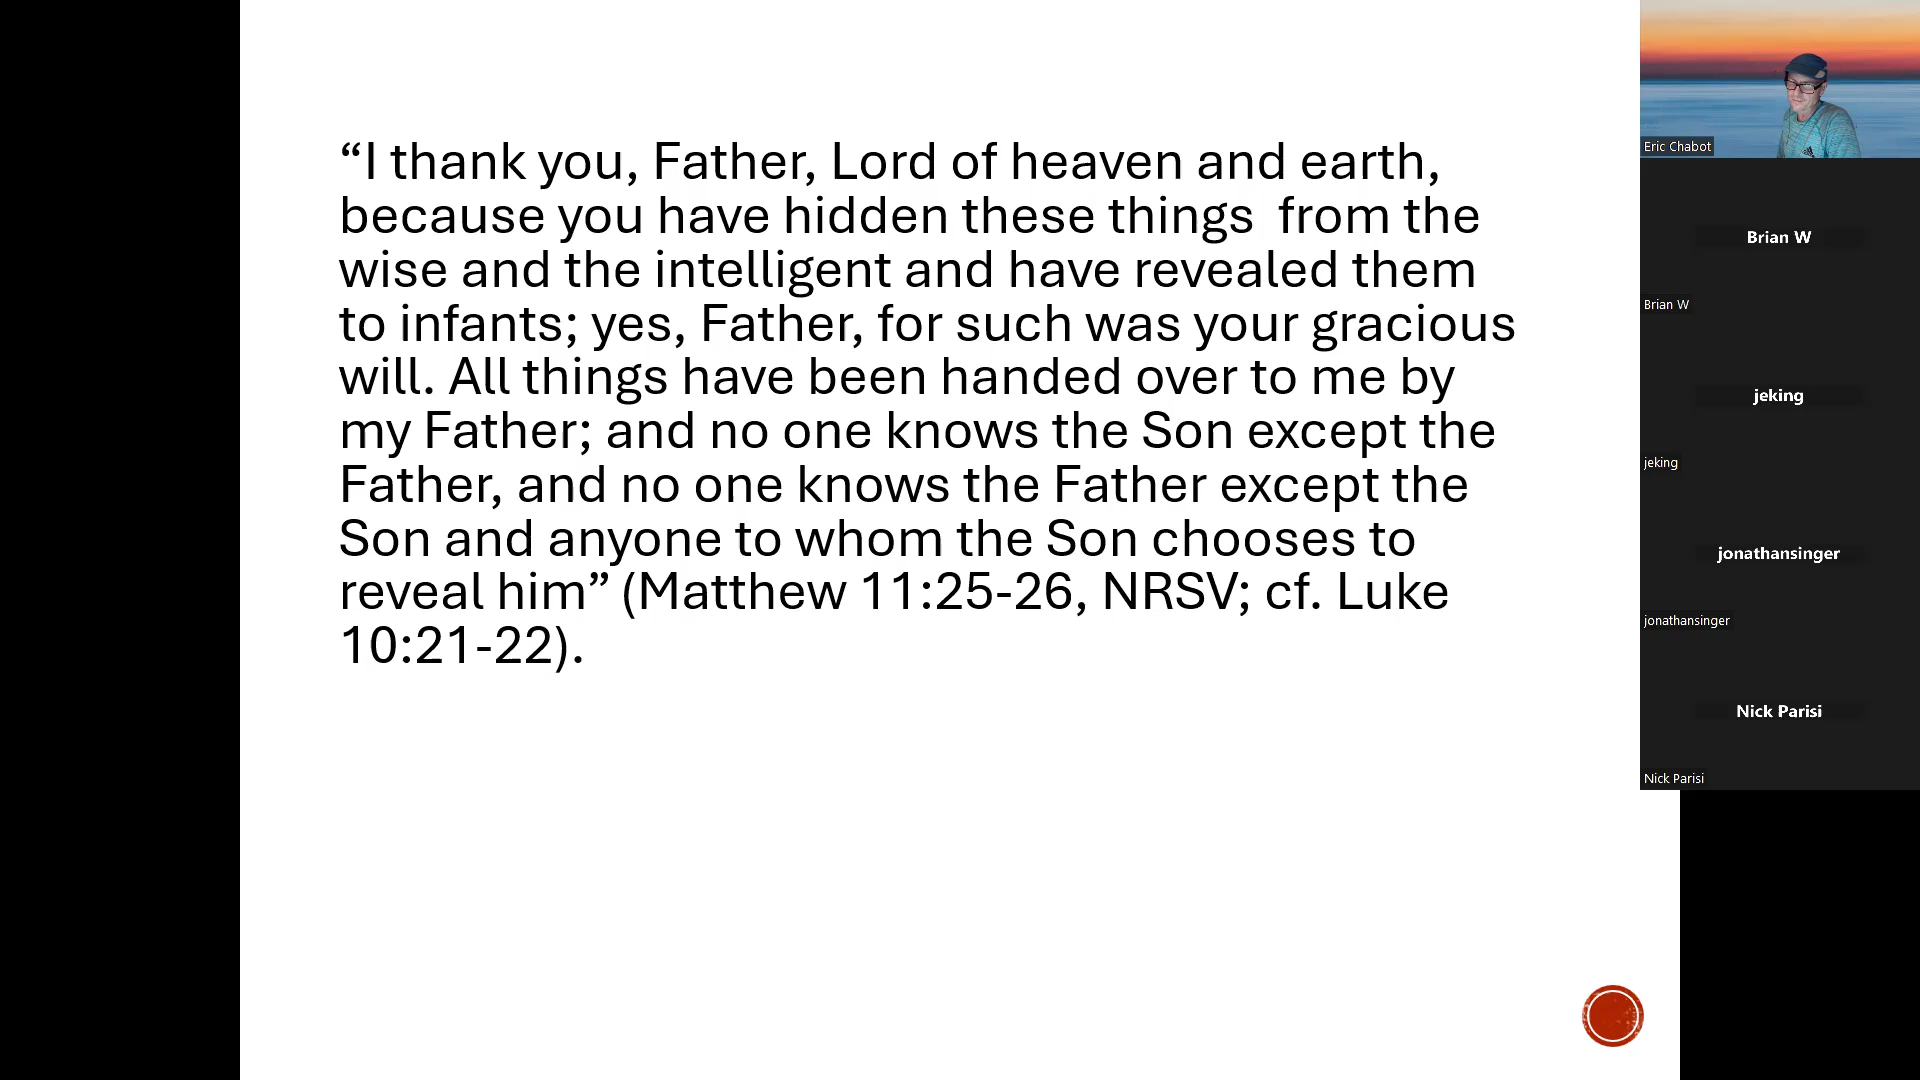 “I thank you, Father, Lord of heaven and earth,
because you have hidden these things  from the
wise and the intelligent and have revealed them
to infants; yes, Father, for such was your gracious
will. All things have been handed over to me by
my Father; and no one knows the Son except the
Father, and no one knows the Father except the
Son and anyone to whom the Son chooses to
reveal him” (Matthew 11:25-26, NRSV; cf. Luke
10:21-22).
Eric Chabot
Brian W
Brian W
jeking
jeking
jonathansinger
jonathansinger
Nick Parisi
Nick Parisi